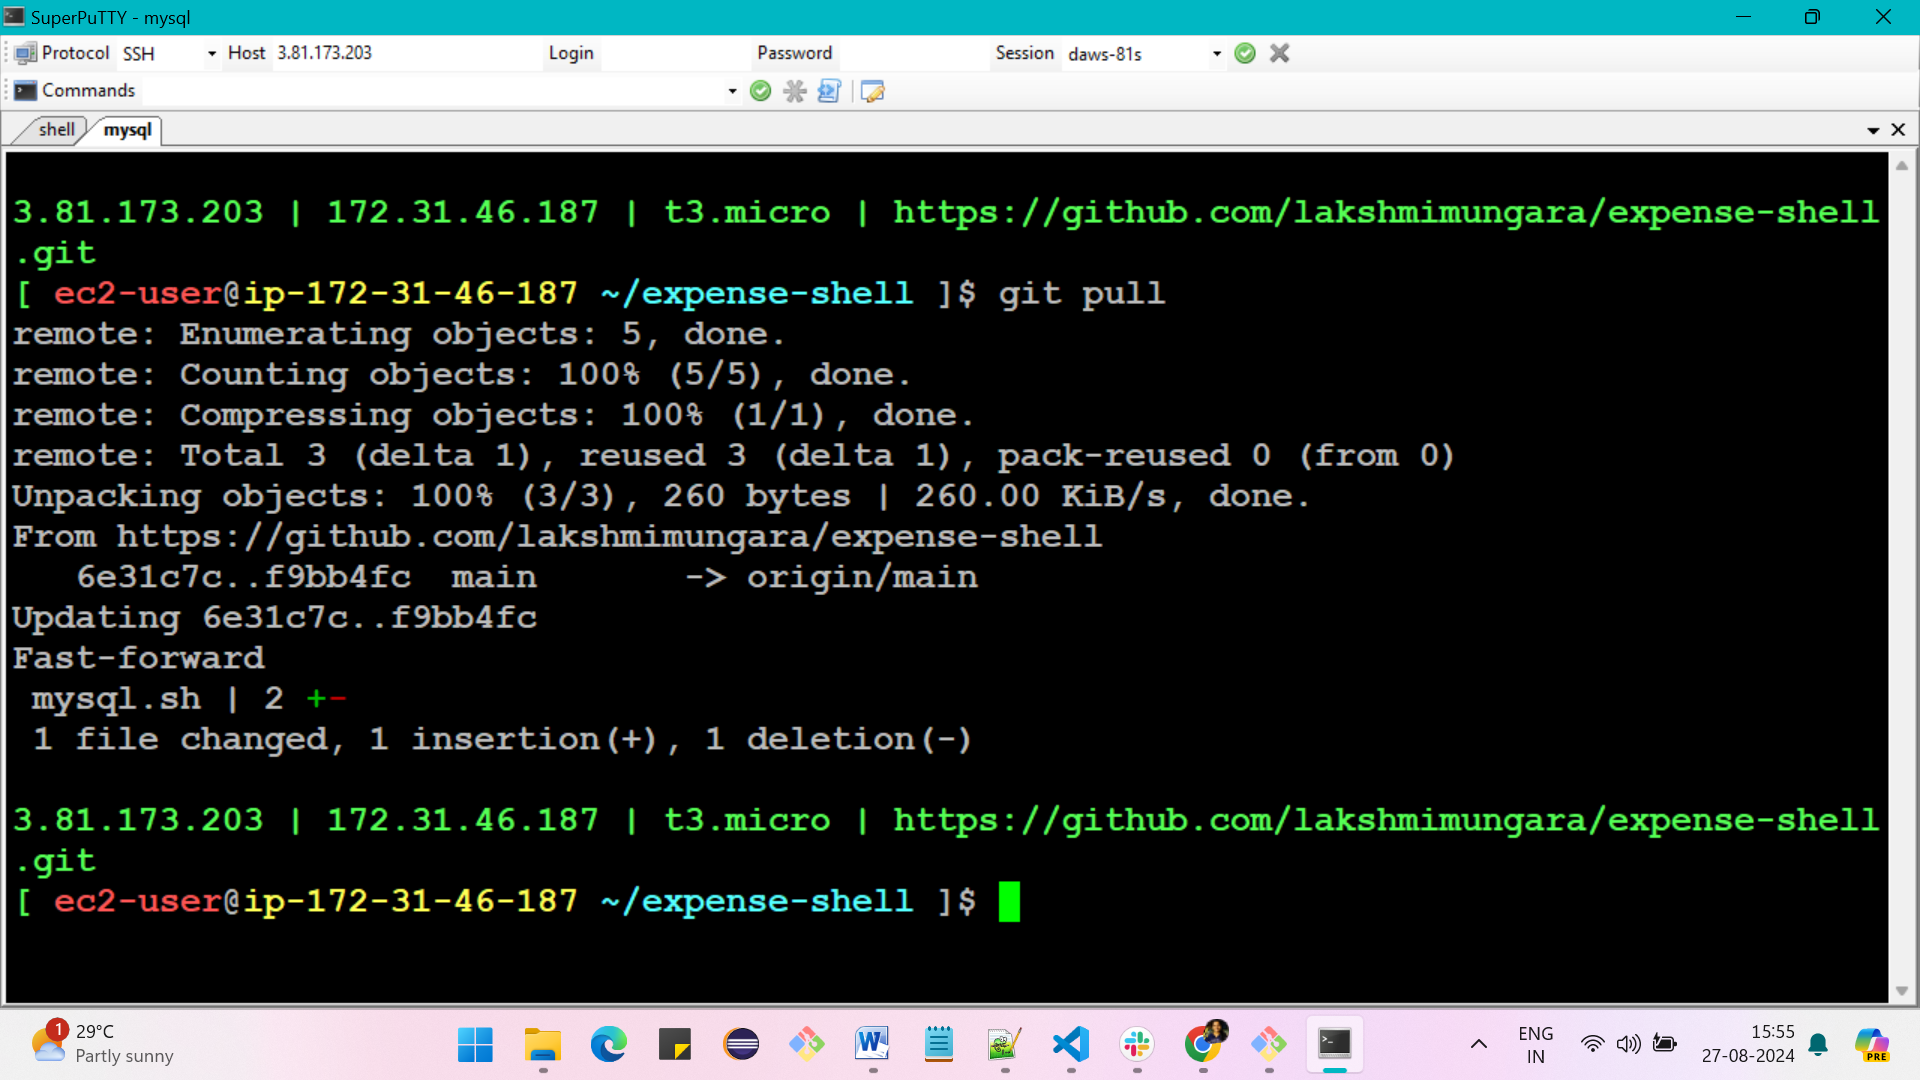 SuperPuTTY - mysql
Protocol SSH Host 3.81.173.203 Login Password Session daws-81s
Commands
shell mysql
3.81.173.203 | 172.31.46.187 | t3.micro | https://github.com/lakshmimungara/expense-shell
.git
[ ec2-user@ip-172-31-46-187 ~/expense-shell ]$ git pull
remote: Enumerating objects: 5, done.
remote: Counting objects: 100% (5/5), done.
remote: Compressing objects: 100% (1/1), done.
remote: Total 3 (delta 1), reused 3 (delta 1), pack-reused 0 (from 0)
Unpacking objects: 100% (3/3), 260 bytes | 260.00 KiB/s, done.
From https://github.com/lakshmimungara/expense-shell
   6e31c7c..f9bb4fc  main       -> origin/main
Updating 6e31c7c..f9bb4fc
Fast-forward
 mysql.sh | 2 +-
 1 file changed, 1 insertion(+), 1 deletion(-)
3.81.173.203 | 172.31.46.187 | t3.micro | https://github.com/lakshmimungara/expense-shell
.git
[ ec2-user@ip-172-31-46-187 ~/expense-shell ]$
1 29°C
Partly sunny
ENG
IN
15:55
27-08-2024
PRE